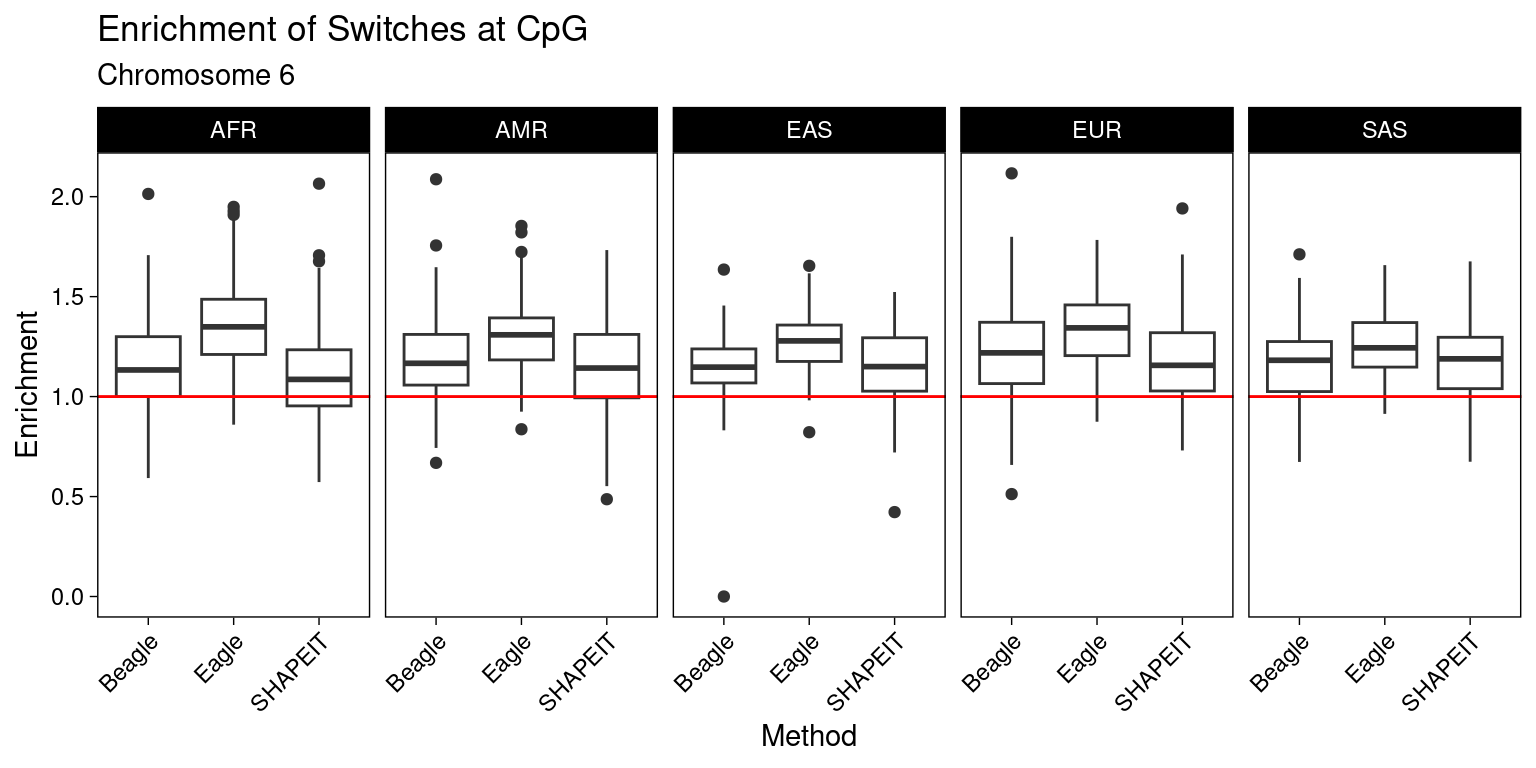 Enrichment of Switches at CpG
Chromosome 6
AFR AMR EAS EUR SAS
2.0
1.5
1.0
0.5
0.0
Enrichment
Beagle Eagle SHAPEIT Beagle Eagle SHAPEIT Beagle Eagle SHAPEIT Beagle Eagle SHAPEIT Beagle Eagle SHAPEIT
Method